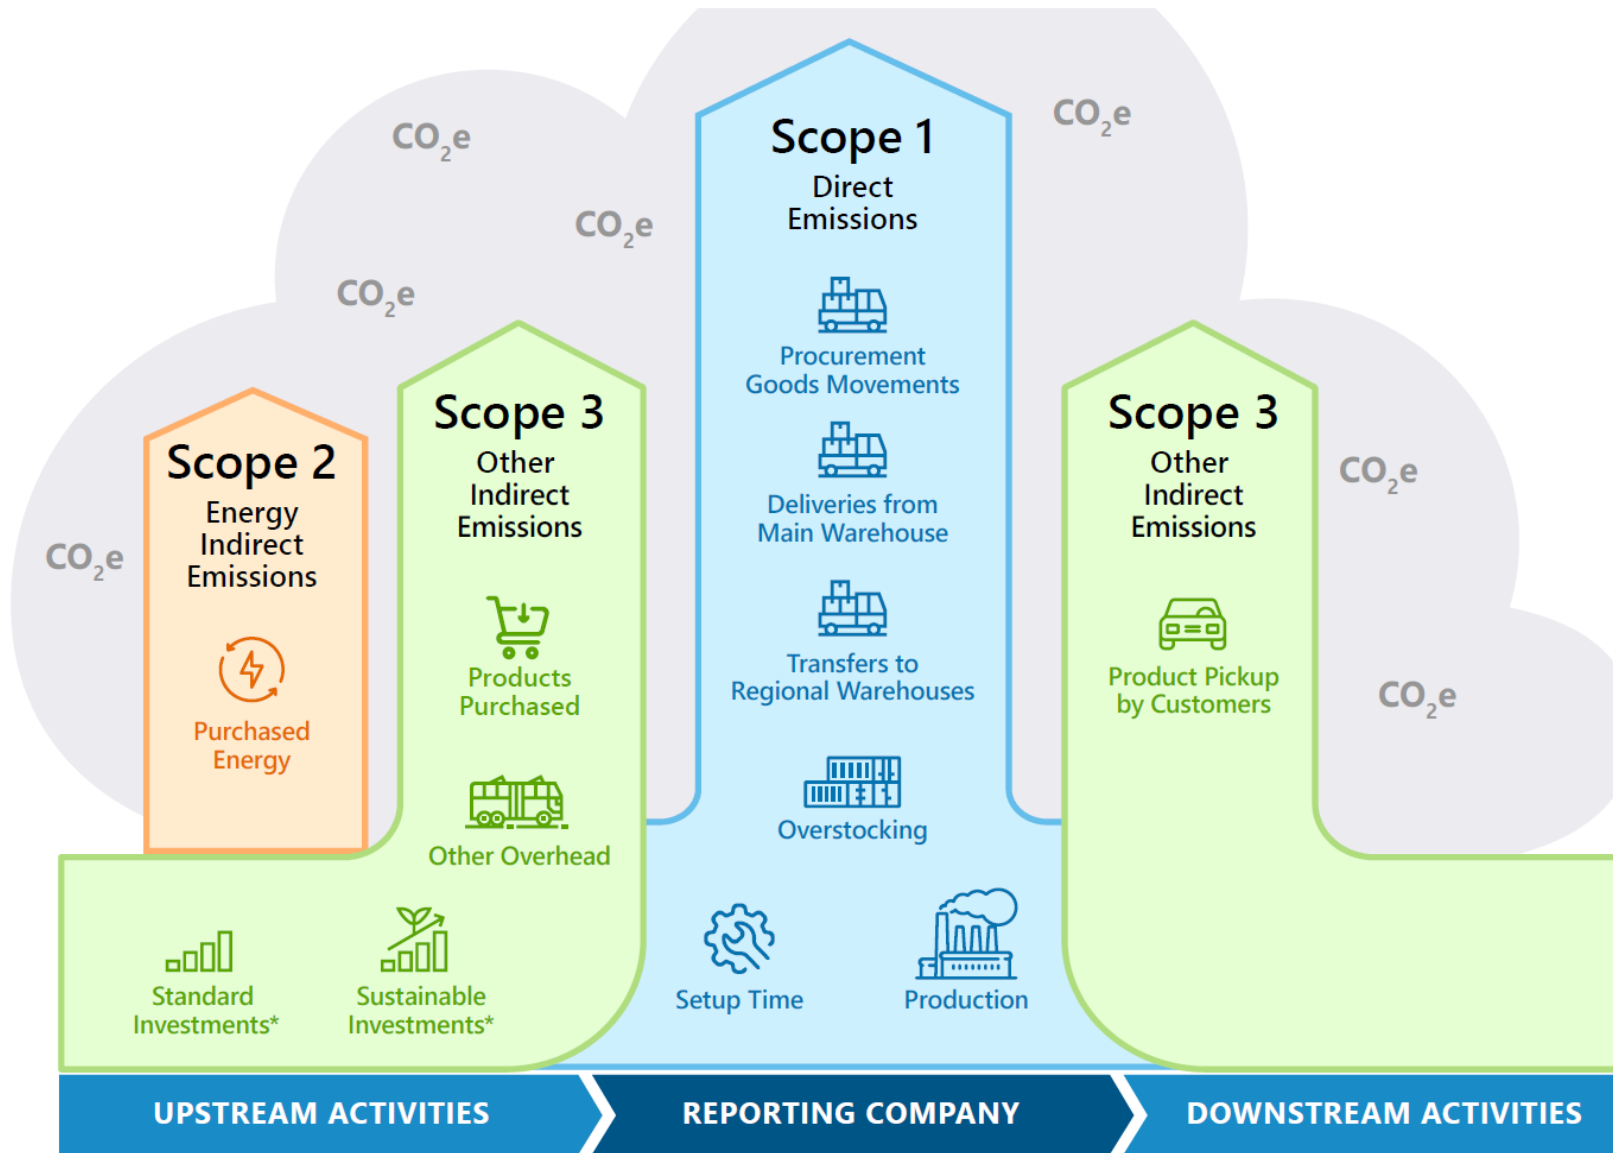 CO2e
CO2e
CO2e
CO2e
CO2e
CO2e
CO2e
Scope 2
Energy
Indirect
Emissions
Purchased
Energy
Scope 3
Other
Indirect
Emissions
Products
Purchased
Other Overhead
Standard
Investments*
Sustainable
Investments*
Scope 1
Direct
Emissions
Procurement
Goods Movements
Deliveries from
Main Warehouse
Transfers to
Regional Warehouses
Overstocking
Setup Time
Production
Scope 3
Other
Indirect
Emissions
Product Pickup
by Customers
UPSTREAM ACTIVITIES
REPORTING COMPANY
DOWNSTREAM ACTIVITIES